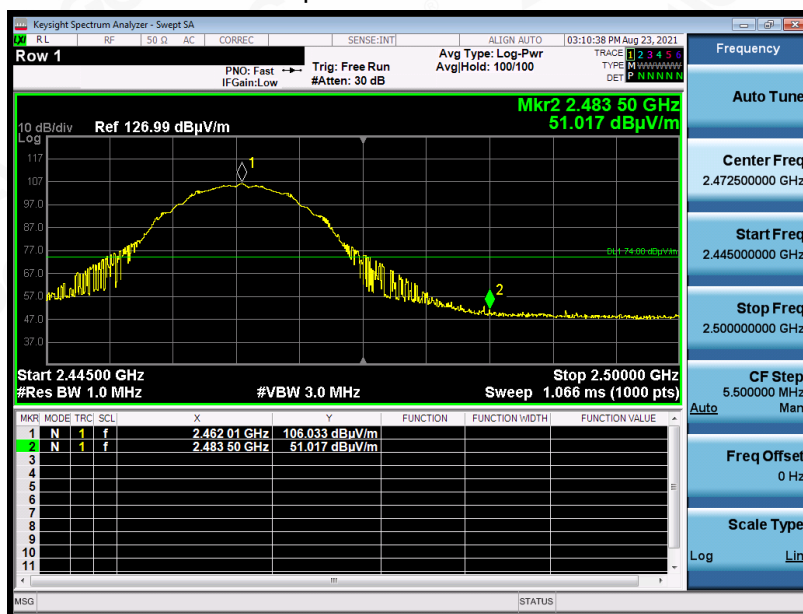 Keysight Spectrum Analyzer - Swept SA
LXI RL RF 50 Ω AC CORREC SENSE:INT ALIGN AUTO 03:10:38 PM Aug 23, 2021
Row 1
PNO: Fast
IFGain:Low
Trig: Free Run
#Atten: 30 dB
Avg Type: Log-Pwr
Avg|Hold: 100/100
TRACE 1 2 3 4 5 6
TYPE M WWWWW
DET P N N N N N
Mkr2 2.483 50 GHz
51.017 dBµV/m
10 dB/div Ref 126.99 dBµV/m
Log
117
107
97.0
87.0
77.0
67.0
57.0
47.0
37.0
1
DL1 74.00 dBµV/m
2
Start 2.44500 GHz Stop 2.50000 GHz
#Res BW 1.0 MHz #VBW 3.0 MHz Sweep 1.066 ms (1000 pts)
MKR MODE TRC SCL X Y FUNCTION FUNCTION WIDTH FUNCTION VALUE
1 N 1 f 2.462 01 GHz 106.033 dBµV/m
2 N 1 f 2.483 50 GHz 51.017 dBµV/m
3
4
5
6
7
8
9
10
11
MSG STATUS
Frequency
Auto Tune
Center Freq
2.472500000 GHz
Start Freq
2.445000000 GHz
Stop Freq
2.500000000 GHz
CF Step
5.500000 MHz
Auto Man
Freq Offset
0 Hz
Scale Type
Log Lin